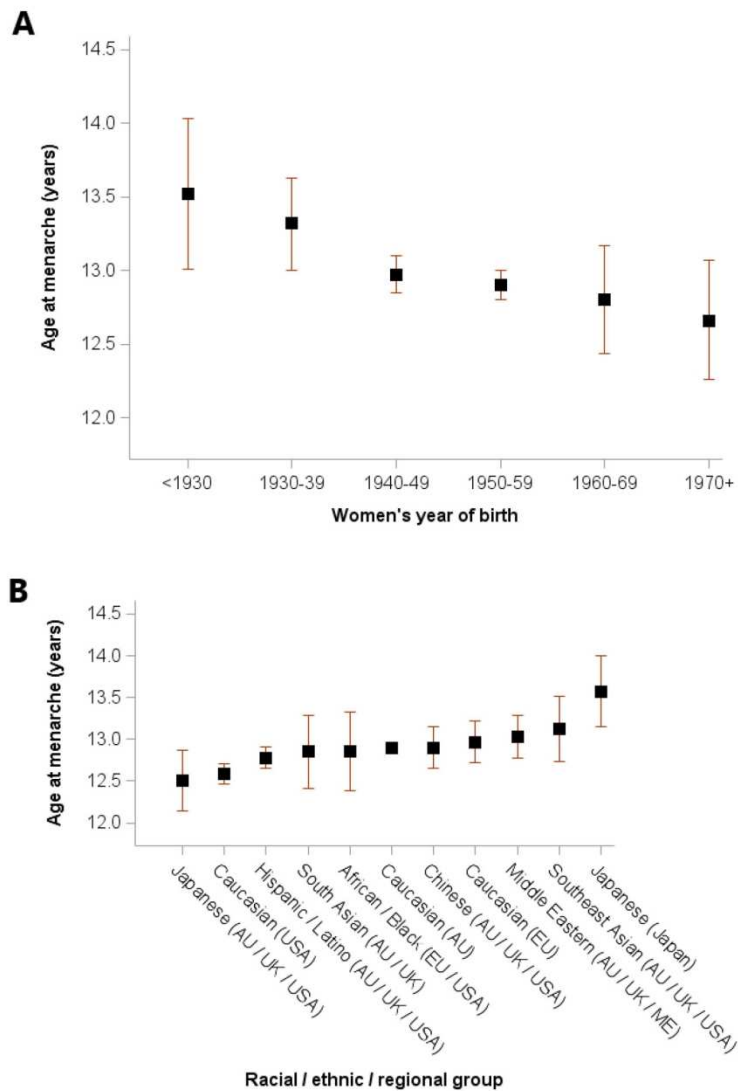 A
14.5
14.0
13.5
13.0
12.5
12.0
Age at menarche (years)
<1930
1930-39
1940-49
1950-59
1960-69
1970+
Women's year of birth
B
14.5
14.0
13.5
13.0
12.5
12.0
Age at menarche (years)
Japanese (AU / UK / USA)
Caucasian (USA)
Hispanic / Latino (AU / UK / USA)
South Asian (AU / UK)
African / Black (EU / USA)
Caucasian (AU)
Chinese (AU / UK / USA)
Caucasian (EU)
Middle Eastern (AU / UK / ME)
Southeast Asian (AU / UK / USA)
Japanese (Japan)
Racial / ethnic / regional group